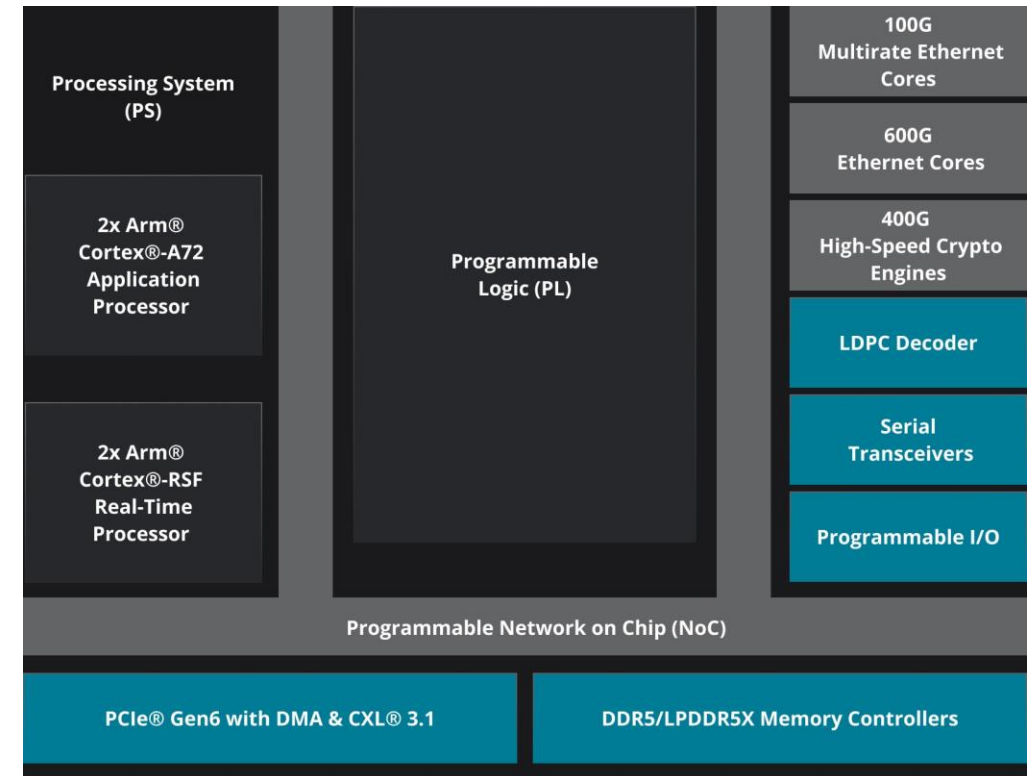 Processing System
(PS)
2x Arm®
Cortex®-A72
Application
Processor
2x Arm®
Cortex®-RSF
Real-Time
Processor
Programmable
Logic (PL)
100G
Multirate Ethernet
Cores
600G
Ethernet Cores
400G
High-Speed Crypto
Engines
LDPC Decoder
Serial
Transceivers
Programmable I/O
Programmable Network on Chip (NoC)
PCIe® Gen6 with DMA & CXL® 3.1
DDR5/LPDDR5X Memory Controllers